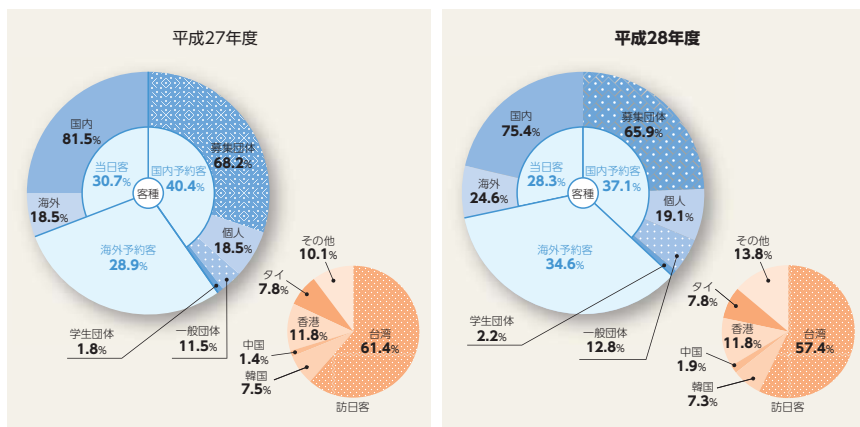 平成27年度
国内
81.5%
募集団体
68.2%
当日客
30.7%
国内予約客
40.4%
客種
海外
18.5%
個人
18.5%
海外予約客
28.9%
学生団体
1.8%
一般団体
11.5%
その他
10.1%
タイ
7.8%
香港
11.8%
台湾
61.4%
中国
1.4%
韓国
7.5%
訪日客
平成28年度
国内
75.4%
募集団体
65.9%
当日客
28.3%
国内予約客
37.1%
客種
海外
24.6%
個人
19.1%
海外予約客
34.6%
学生団体
2.2%
一般団体
12.8%
その他
13.8%
タイ
7.8%
香港
11.8%
台湾
57.4%
中国
1.9%
韓国
7.3%
訪日客